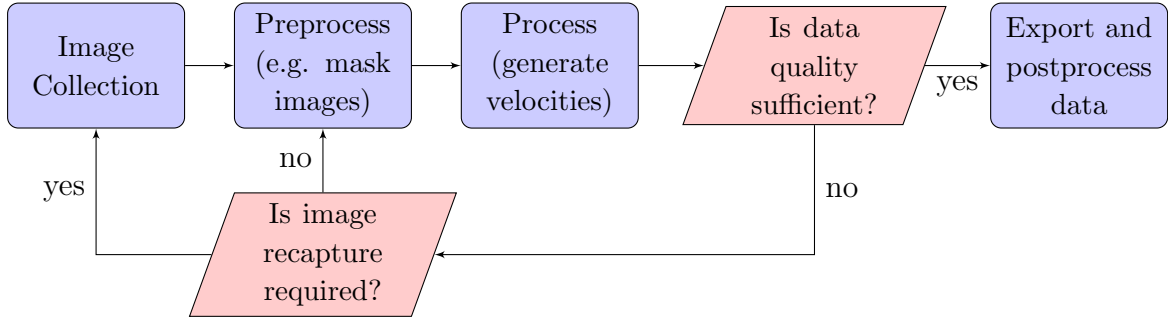 Image
Collection
Preprocess
(e.g. mask
images)
Process
(generate
velocities)
Is data
quality
sufficient?
yes
Export and
postprocess
data
no
yes
no
Is image
recapture
required?